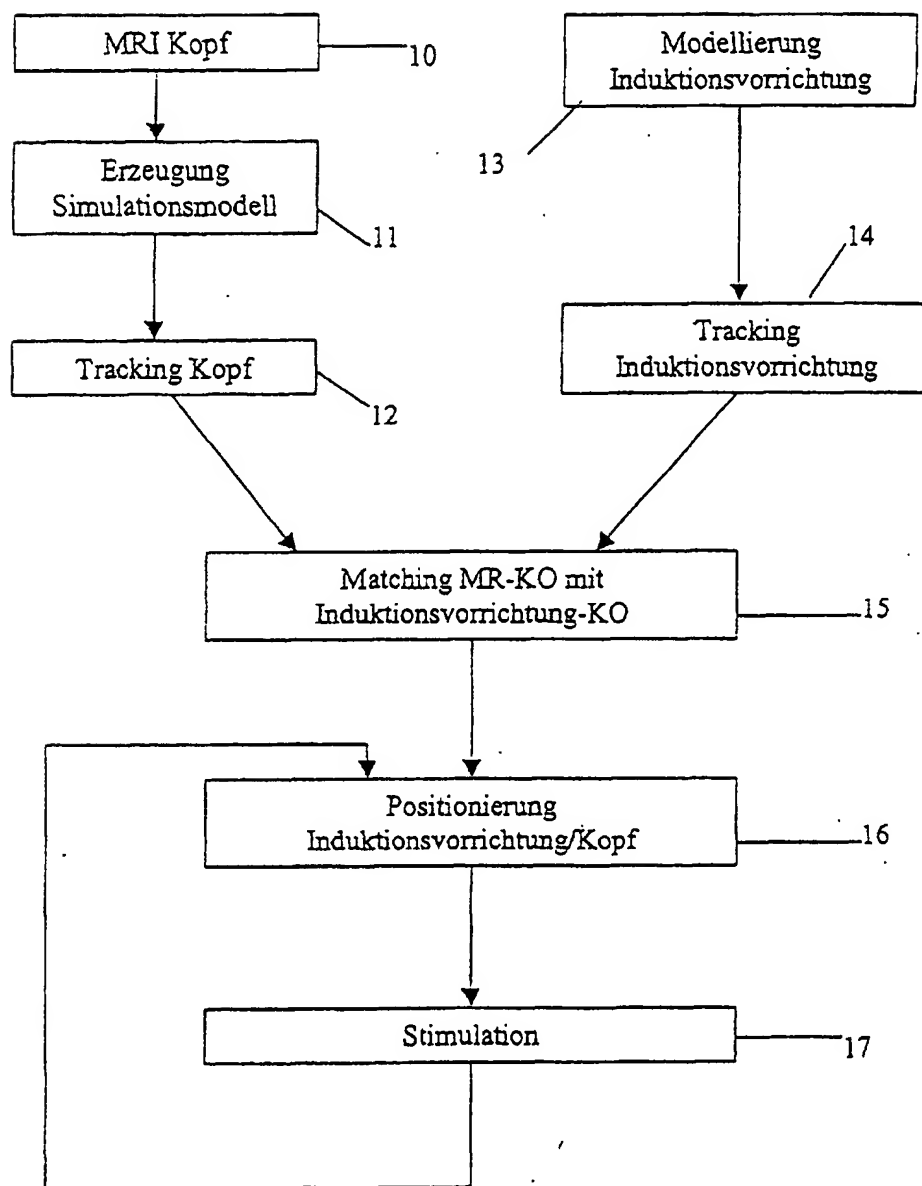 MRI Kopf
10
Erzeugung
Simulationsmodell
11
Tracking Kopf
12
Modellierung
Induktionsvorrichtung
13
14
Tracking
Induktionsvorrichtung
Matching MR-KO mit
Induktionsvorrichtung-KO
15
Positionierung
Induktionsvorrichtung/Kopf
16
Stimulation
17